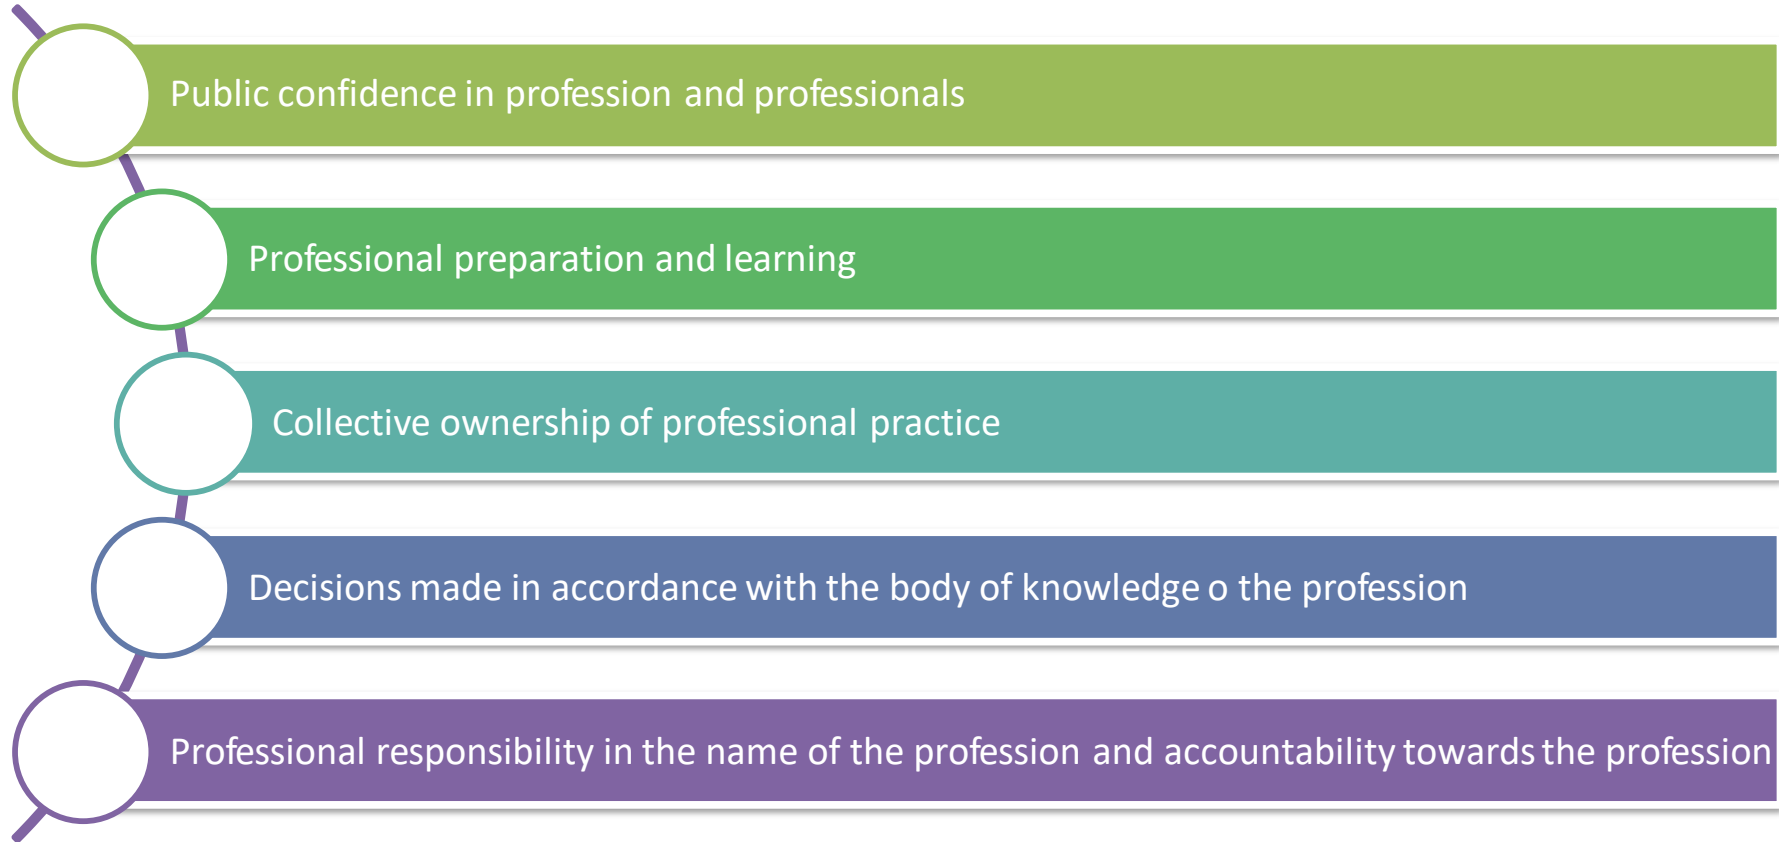 Public confidence in profession and professionals
Professional preparation and learning
Collective ownership of professional practice
Decisions made in accordance with the body of knowledge o the profession
Professional responsibility in the name of the profession and accountability towards the profession